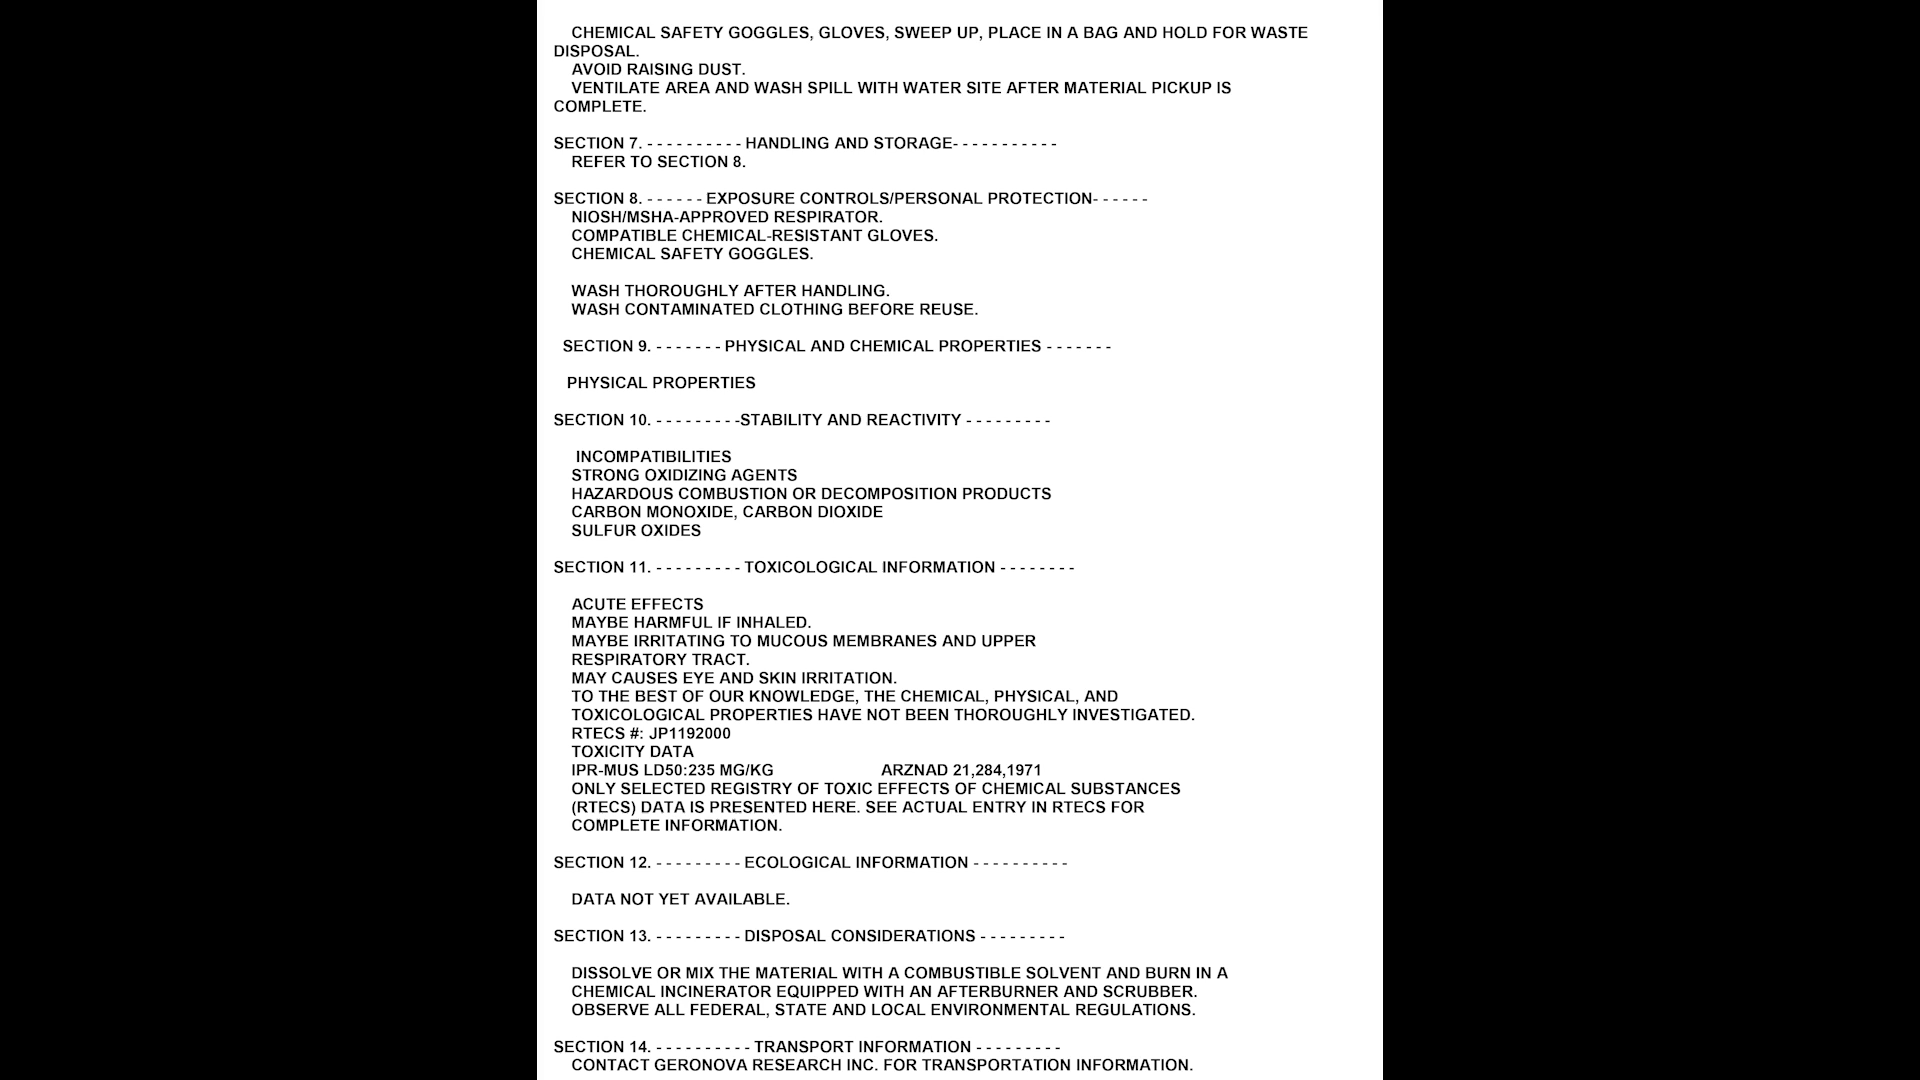 CHEMICAL SAFETY GOGGLES, GLOVES, SWEEP UP, PLACE IN A BAG AND HOLD FOR WASTE
DISPOSAL.
AVOID RAISING DUST.
VENTILATE AREA AND WASH SPILL WITH WATER SITE AFTER MATERIAL PICKUP IS
COMPLETE.
SECTION 7. - - - - - - - - - - HANDLING AND STORAGE- - - - - - - - - - -
REFER TO SECTION 8.
SECTION 8. - - - - - - EXPOSURE CONTROLS/PERSONAL PROTECTION- - - - - -
NIOSH/MSHA-APPROVED RESPIRATOR.
COMPATIBLE CHEMICAL-RESISTANT GLOVES.
CHEMICAL SAFETY GOGGLES.
WASH THOROUGHLY AFTER HANDLING.
WASH CONTAMINATED CLOTHING BEFORE REUSE.
SECTION 9. - - - - - - - PHYSICAL AND CHEMICAL PROPERTIES - - - - - - -
PHYSICAL PROPERTIES
SECTION 10. - - - - - - - - -STABILITY AND REACTIVITY - - - - - - - - -
INCOMPATIBILITIES
STRONG OXIDIZING AGENTS
HAZARDOUS COMBUSTION OR DECOMPOSITION PRODUCTS
CARBON MONOXIDE, CARBON DIOXIDE
SULFUR OXIDES
SECTION 11. - - - - - - - - - TOXICOLOGICAL INFORMATION - - - - - - - -
ACUTE EFFECTS
MAYBE HARMFUL IF INHALED.
MAYBE IRRITATING TO MUCOUS MEMBRANES AND UPPER
RESPIRATORY TRACT.
MAY CAUSES EYE AND SKIN IRRITATION.
TO THE BEST OF OUR KNOWLEDGE, THE CHEMICAL, PHYSICAL, AND
TOXICOLOGICAL PROPERTIES HAVE NOT BEEN THOROUGHLY INVESTIGATED.
RTECS #: JP1192000
TOXICITY DATA
IPR-MUS LD50:235 MG/KG ARZNAD 21,284,1971
ONLY SELECTED REGISTRY OF TOXIC EFFECTS OF CHEMICAL SUBSTANCES
(RTECS) DATA IS PRESENTED HERE. SEE ACTUAL ENTRY IN RTECS FOR
COMPLETE INFORMATION.
SECTION 12. - - - - - - - - - ECOLOGICAL INFORMATION - - - - - - - - - -
DATA NOT YET AVAILABLE.
SECTION 13. - - - - - - - - - DISPOSAL CONSIDERATIONS - - - - - - - - -
DISSOLVE OR MIX THE MATERIAL WITH A COMBUSTIBLE SOLVENT AND BURN IN A
CHEMICAL INCINERATOR EQUIPPED WITH AN AFTERBURNER AND SCRUBBER.
OBSERVE ALL FEDERAL, STATE AND LOCAL ENVIRONMENTAL REGULATIONS.
SECTION 14. - - - - - - - - - - TRANSPORT INFORMATION - - - - - - - - -
CONTACT GERONOVA RESEARCH INC. FOR TRANSPORTATION INFORMATION.